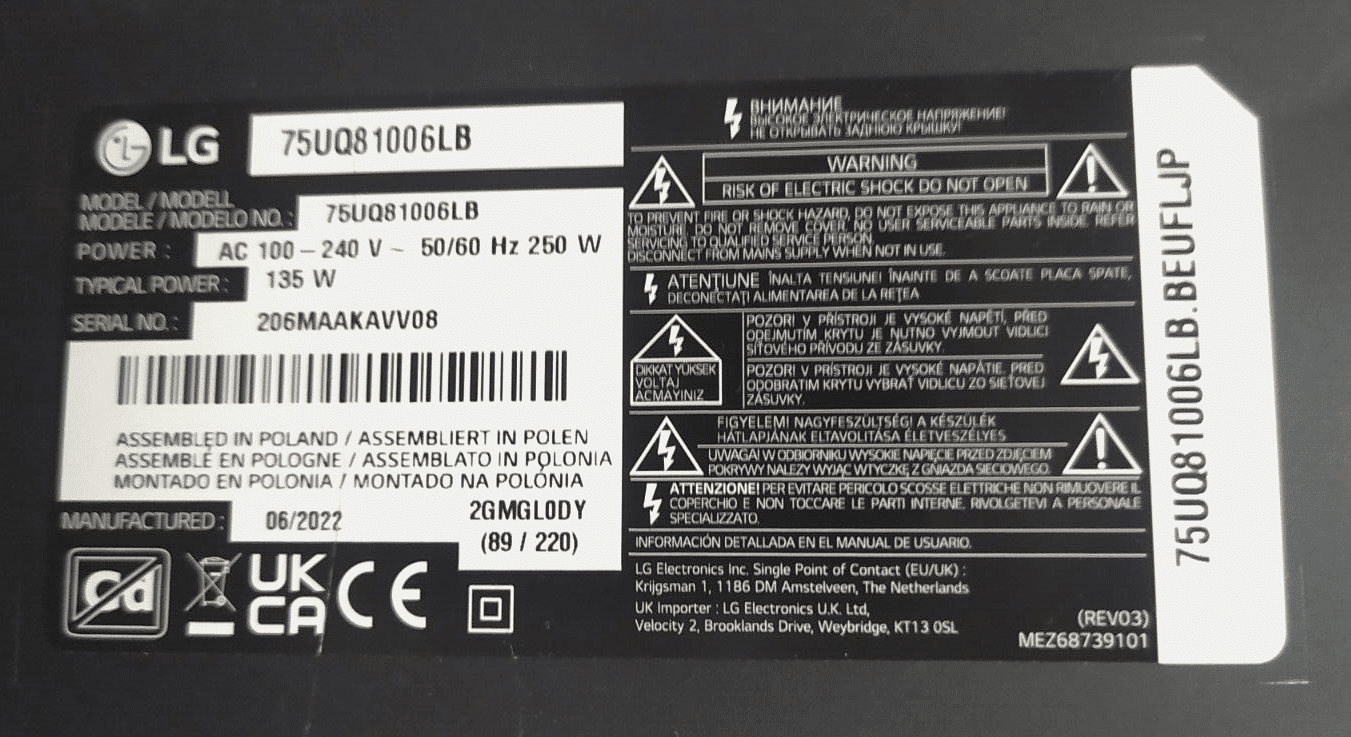 LG
75UQ81006LB
MODEL / MODELL
MODELE / MODELO NO. :
75UQ81006LB
POWER :
AC 100 – 240 V ~ 50/60 Hz 250 W
TYPICAL POWER :
135 W
SERIAL NO. :
206MAAKAVV08
ASSEMBLED IN POLAND / ASSEMBLIERT IN POLEN
ASSEMBLÉ EN POLOGNE / ASSEMBLATO IN POLONIA
MONTADO EN POLONIA / MONTADO NA POLÓNIA
MANUFACTURED :
06/2022
2GMGL0DY
(89 / 220)
Cd
UK
CA
CE
ВНИМАНИЕ
ВЫСОКОЕ ЭЛЕКТРИЧЕСКОЕ НАПРЯЖЕНИЕ!
НЕ ОТКРЫВАТЬ ЗАДНЮЮ КРЫШКУ!
WARNING
RISK OF ELECTRIC SHOCK DO NOT OPEN
TO PREVENT FIRE OR SHOCK HAZARD, DO NOT EXPOSE THIS APPLIANCE TO RAIN OR
MOISTURE. DO NOT REMOVE COVER. NO USER SERVICEABLE PARTS INSIDE. REFER
SERVICING TO QUALIFIED SERVICE PERSON.
DISCONNECT FROM MAINS SUPPLY WHEN NOT IN USE.
ATENŢIUNE ÎNALTA TENSIUNE! ÎNAINTE DE A SCOATE PLACA SPATE,
DECONECTAŢI ALIMENTAREA DE LA REŢEA
DIKKAT YÜKSEK
VOLTAJ
ACMAYINIZ
POZOR! V PŘÍSTROJI JE VYSOKÉ NAPĚTÍ, PŘED
ODEJMUTÍM KRYTU JE NUTNO VYJMOUT VIDLICI
SÍŤOVÉHO PŘÍVODU ZE ZÁSUVKY.
POZOR! V PRÍSTROJI JE VYSOKÉ NAPÄTIE. PRED
ODOBRATIM KRYTU VYBRAŤ VIDLICU ZO SIEŤOVEJ
ZÁSUVKY.
FIGYELEM! NAGYFESZÜLTSÉG! A KÉSZÜLÉK
HÁTLAPJÁNAK ELTAVOLITÁSA ÉLETVESZÉLYES
UWAGA! W ODBIORNIKU WYSOKIE NAPIĘCIE PRZED ZDJĘCIEM
POKRYWY NALEŻY WYJĄĆ WTYCZKĘ Z GNIAZDA SIECIOWEGO.
ATTENZIONE! PER EVITARE PERICOLO SCOSSE ELETTRICHE NON RIMUOVERE IL
COPERCHIO E NON TOCCARE LE PARTI INTERNE, RIVOLGETEVI A PERSONALE
SPECIALIZZATO.
INFORMACIÓN DETALLADA EN EL MANUAL DE USUARIO.
LG Electronics Inc. Single Point of Contact (EU/UK) :
Krijgsman 1, 1186 DM Amstelveen, The Netherlands
UK Importer : LG Electronics U.K. Ltd,
Velocity 2, Brooklands Drive, Weybridge, KT13 0SL
(REV03)
MEZ68739101
75UQ81006LB.BEUFLJP